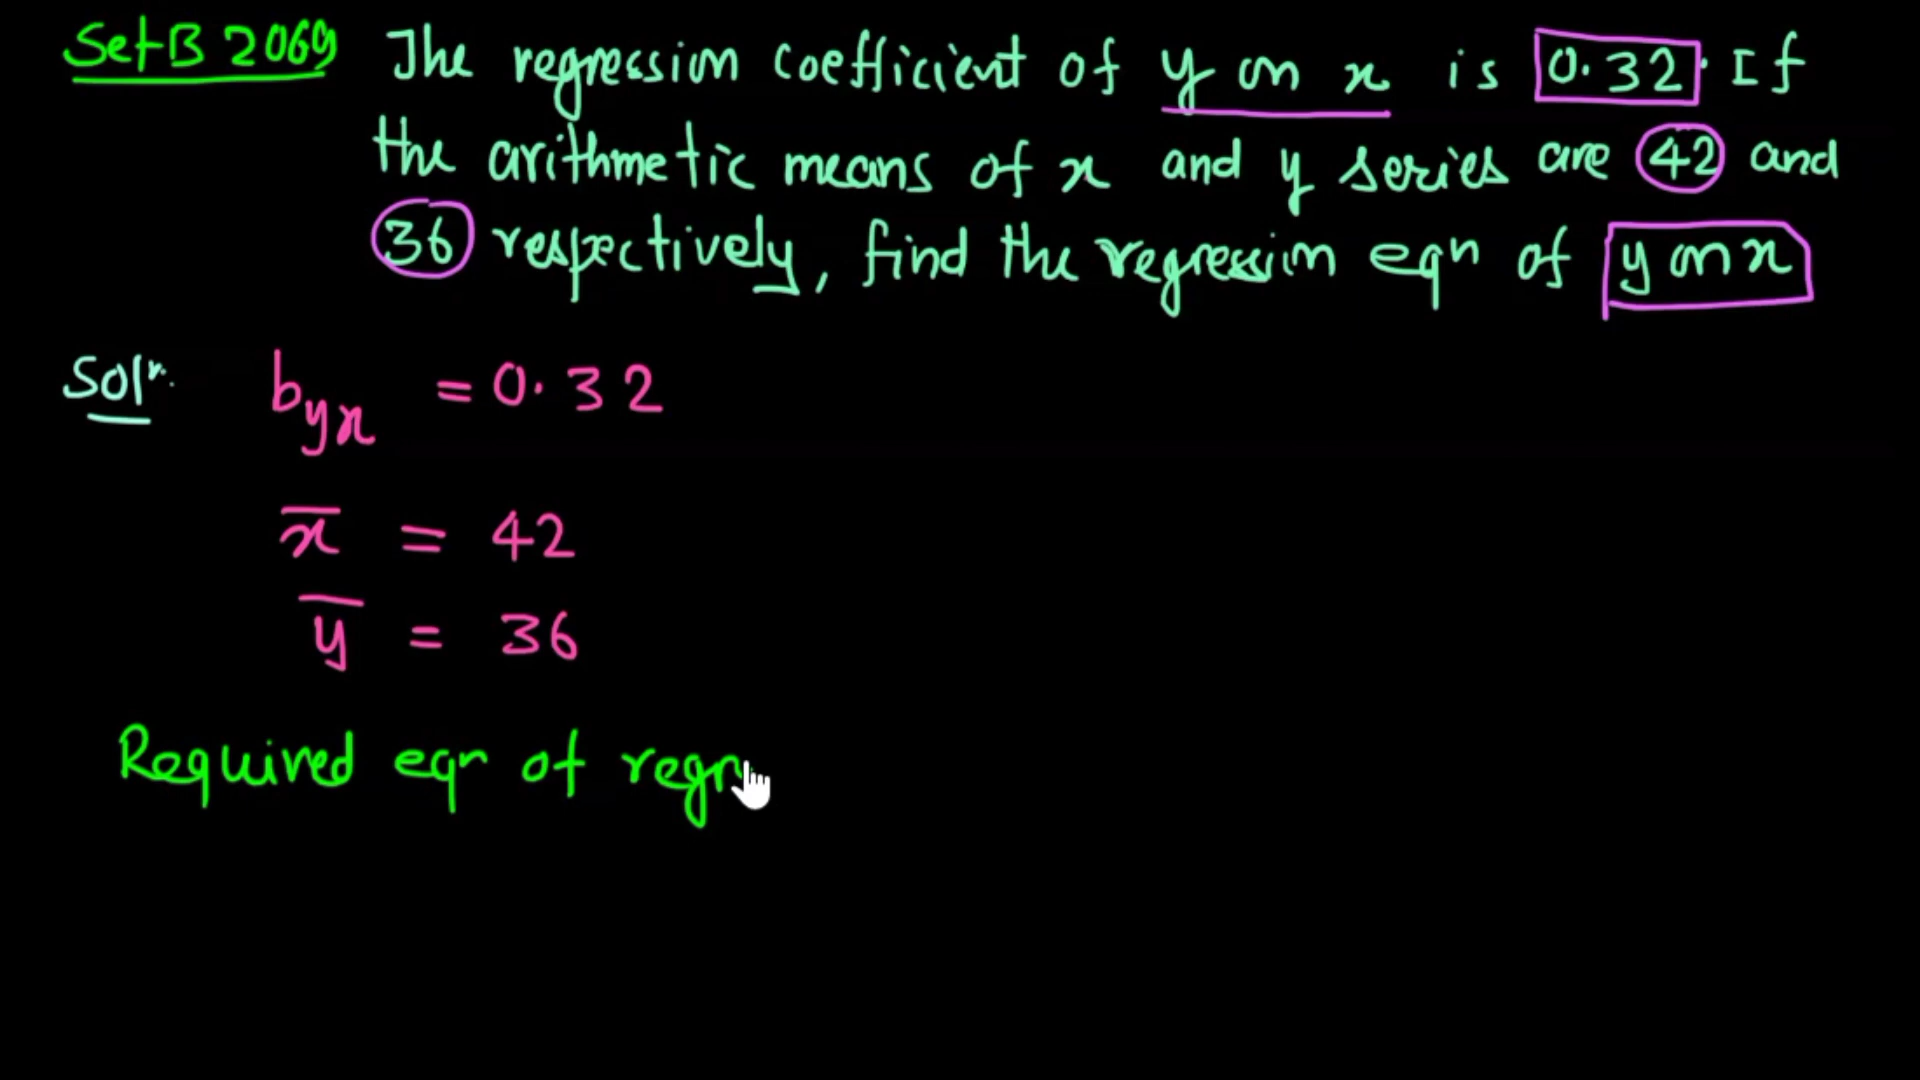 Set B 2069 The regression coefficient of y on x is 0.32. If
the arithmetic means of x and y series are 42 and
36 respectively, find the regression eqn of y on x
Soln. byx = 0.32
x̅ = 42
y̅ = 36
Required eqn of regr